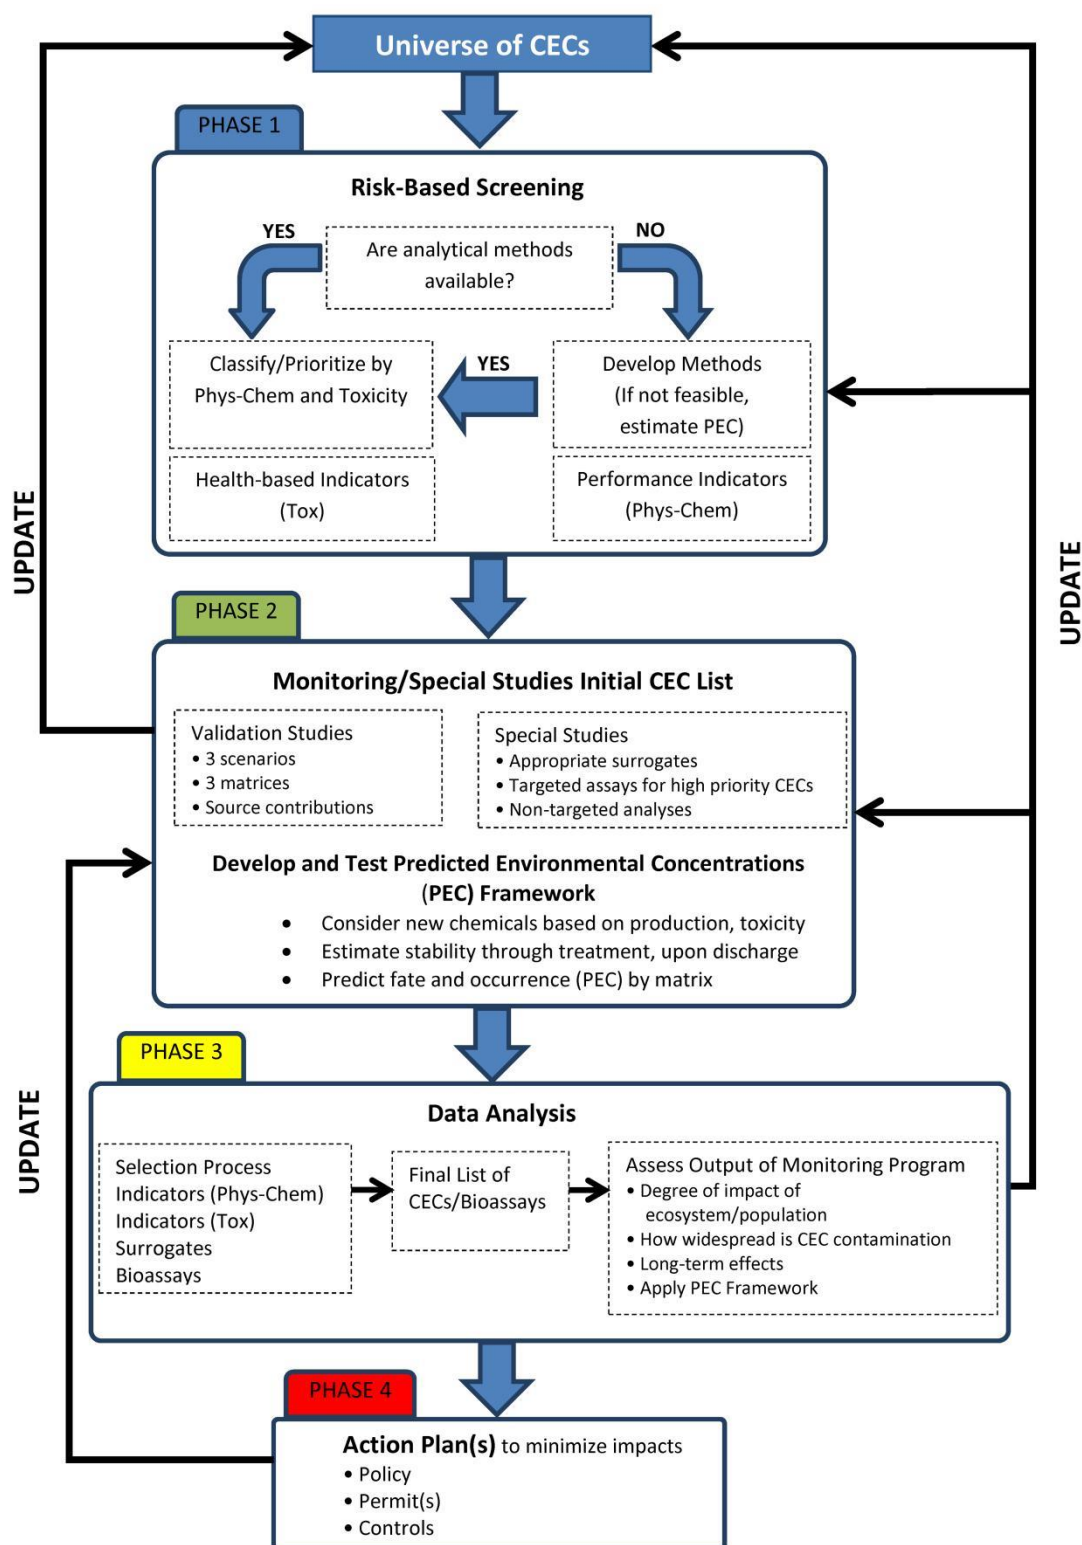 Universe of CECs
PHASE 1
Risk-Based Screening
YES
NO
Are analytical methods
available?
Classify/Prioritize by
Phys-Chem and Toxicity
YES
Develop Methods
(If not feasible,
estimate PEC)
Health-based Indicators
(Tox)
Performance Indicators
(Phys-Chem)
UPDATE
UPDATE
PHASE 2
Monitoring/Special Studies Initial CEC List
Validation Studies
• 3 scenarios
• 3 matrices
• Source contributions
Special Studies
• Appropriate surrogates
• Targeted assays for high priority CECs
• Non-targeted analyses
Develop and Test Predicted Environmental Concentrations
(PEC) Framework
• Consider new chemicals based on production, toxicity
• Estimate stability through treatment, upon discharge
• Predict fate and occurrence (PEC) by matrix
UPDATE
PHASE 3
Data Analysis
Selection Process
Indicators (Phys-Chem)
Indicators (Tox)
Surrogates
Bioassays
Final List of
CECs/Bioassays
Assess Output of Monitoring Program
• Degree of impact of
ecosystem/population
• How widespread is CEC contamination
• Long-term effects
• Apply PEC Framework
PHASE 4
Action Plan(s) to minimize impacts
• Policy
• Permit(s)
• Controls